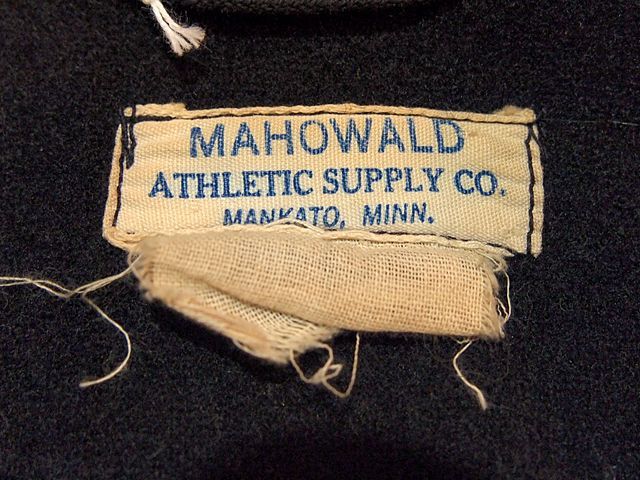 MAHOWALD
ATHLETIC SUPPLY CO.
MANKATO, MINN.